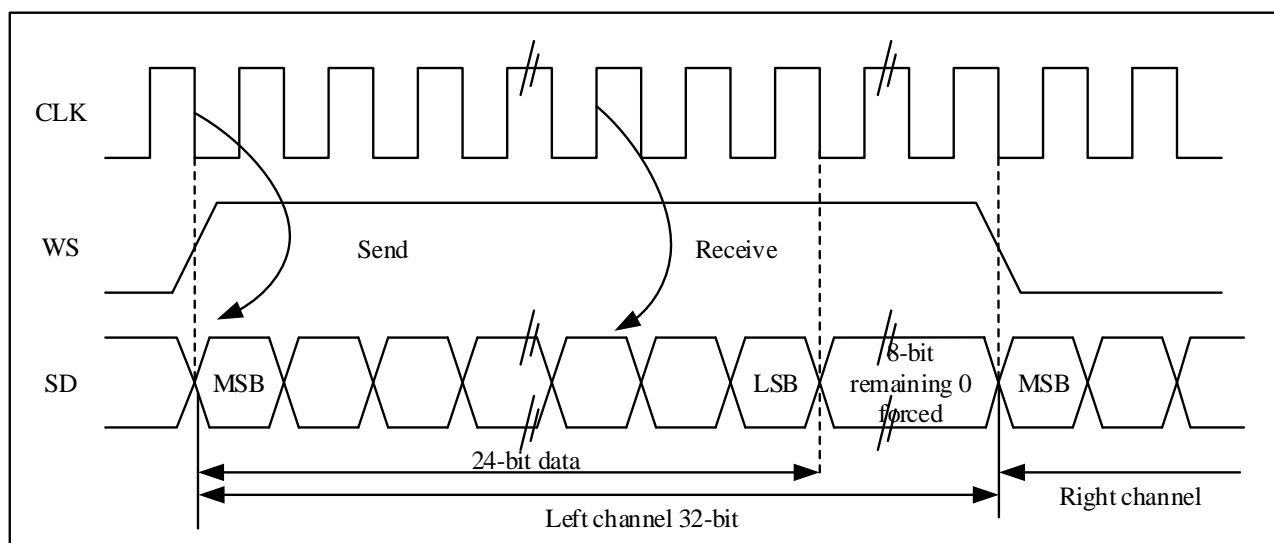 CLK
WS
Send
Receive
SD
MSB
LSB
8-bit
remaining 0
forced
MSB
24-bit data
Left channel 32-bit
Right channel